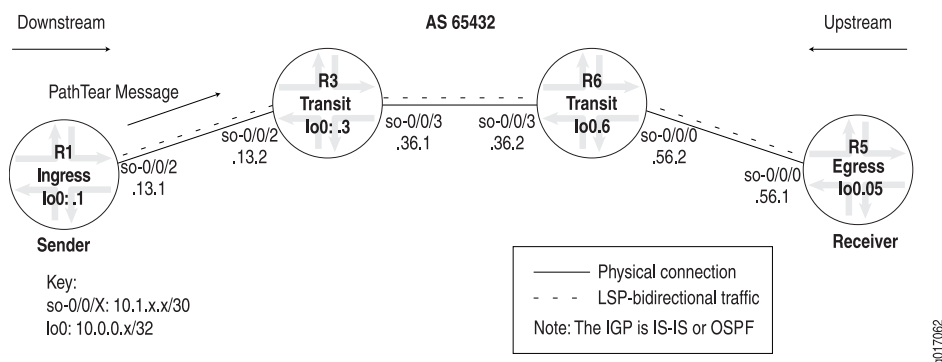 Downstream
AS 65432
Upstream
PathTear Message
R1
Ingress
lo0: .1
Sender
so-0/0/2
.13.1
R3
Transit
lo0: .3
so-0/0/2
.13.2
so-0/0/3
.36.1
R6
Transit
lo0.6
so-0/0/3
.36.2
so-0/0/0
.56.2
R5
Egress
lo0.05
so-0/0/0
.56.1
Receiver
Key:
so-0/0/X: 10.1.x.x/30
lo0: 10.0.0.x/32
Physical connection
LSP-bidirectional traffic
Note: The IGP is IS-IS or OSPF
g017062